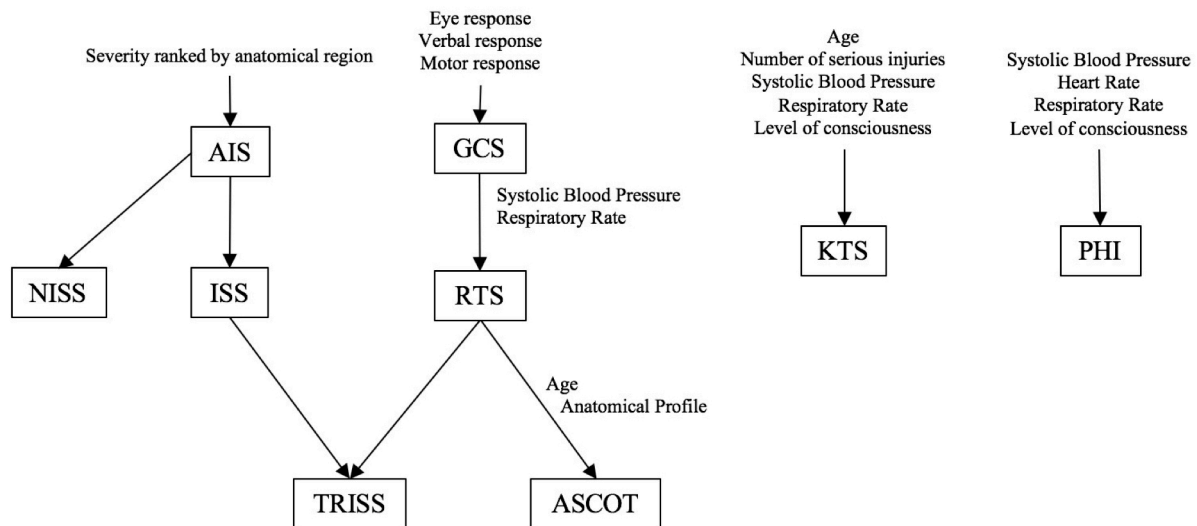 Severity ranked by anatomical region
AIS
NISS
ISS
Eye response
Verbal response
Motor response
GCS
Systolic Blood Pressure
Respiratory Rate
RTS
Age
Anatomical Profile
TRISS
ASCOT
Age
Number of serious injuries
Systolic Blood Pressure
Respiratory Rate
Level of consciousness
KTS
Systolic Blood Pressure
Heart Rate
Respiratory Rate
Level of consciousness
PHI